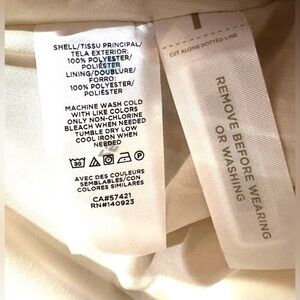 SHELL/TISSU PRINCIPAL/
TELA EXTERIOR:
100% POLYESTER/
POLIÉSTER
LINING/DOUBLURE/
FORRO:
100% POLYESTER/
POLIÉSTER
MACHINE WASH COLD
WITH LIKE COLORS
ONLY NON-CHLORINE
BLEACH WHEN NEEDED
TUMBLE DRY LOW
COOL IRON WHEN
NEEDED
30
P
AVEC DES COULEURS
SEMBLABLES/CON
COLORES SIMILARES
CA#57421
RN#140923
CUT ALONG DOTTED LINE
REMOVE BEFORE WEARING
OR WASHING